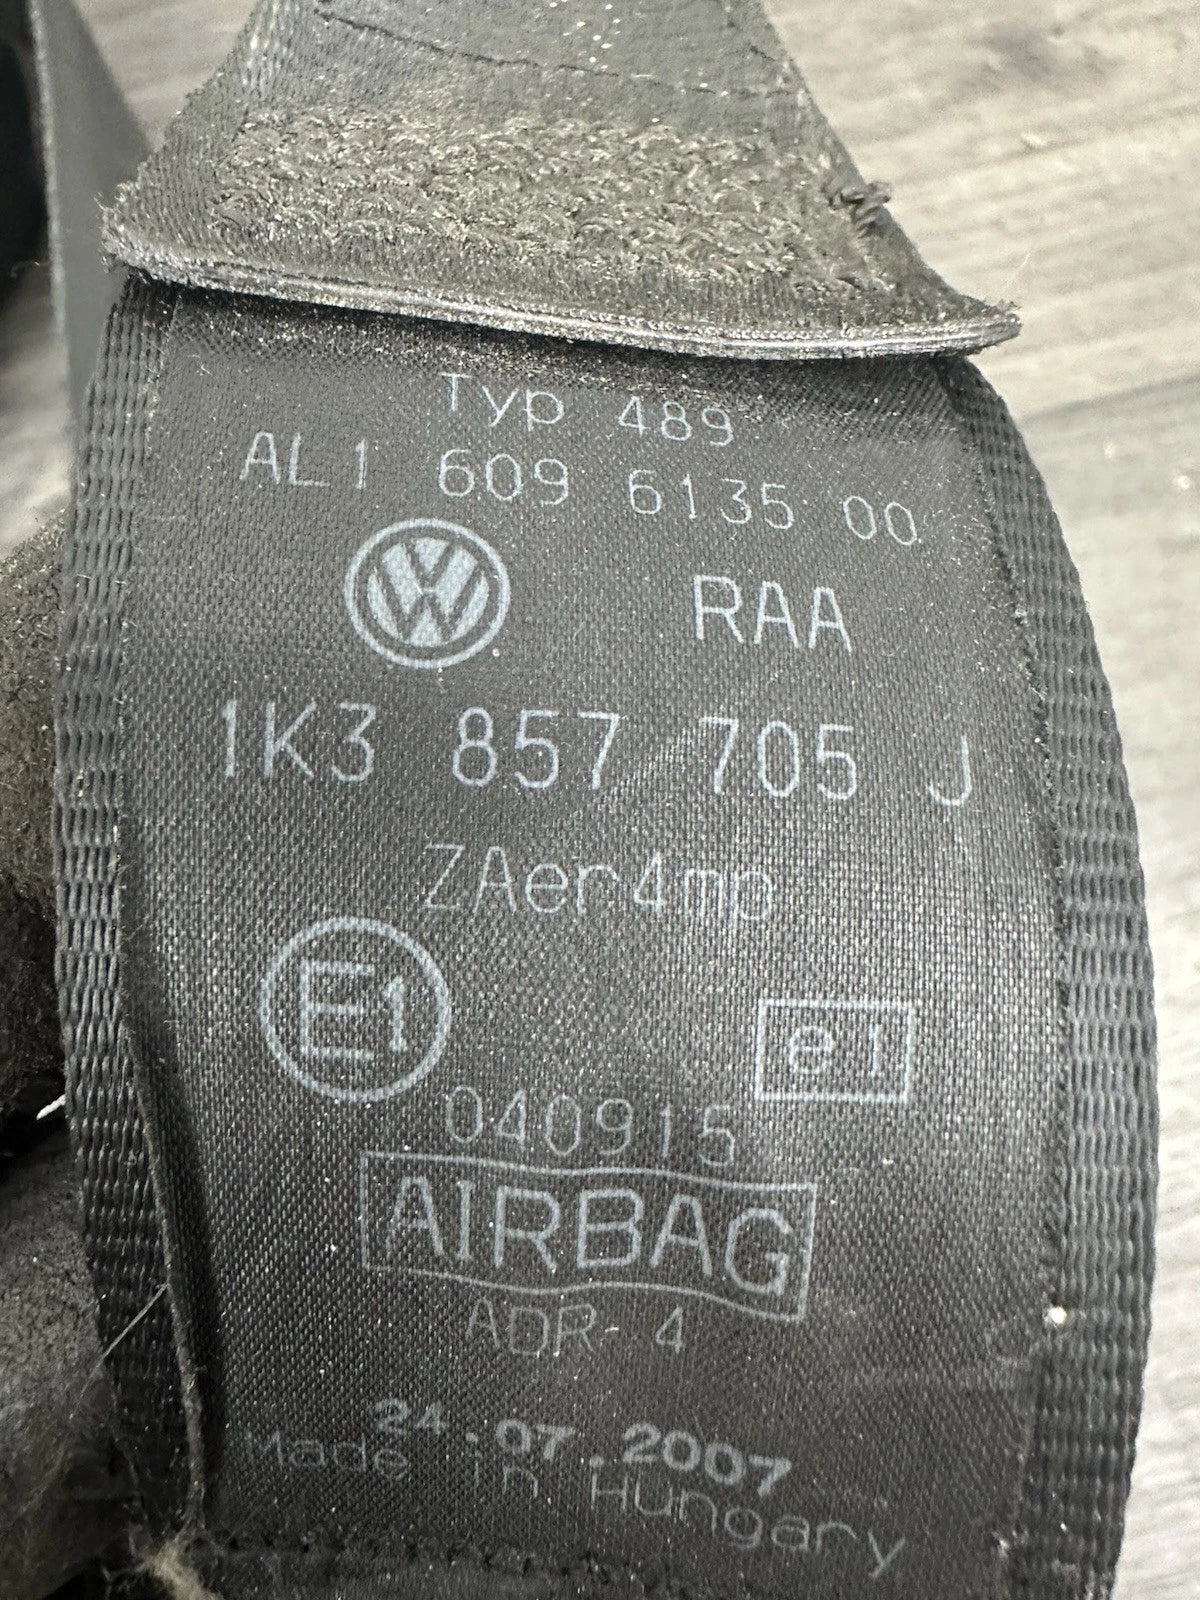 Typ 489
AL1 609 6135 00
RAA
1K3 857 705 J
ZAer4mp
E1
e1
040915
AIRBAG
ADR 4
24.07.2007
Made in Hungary